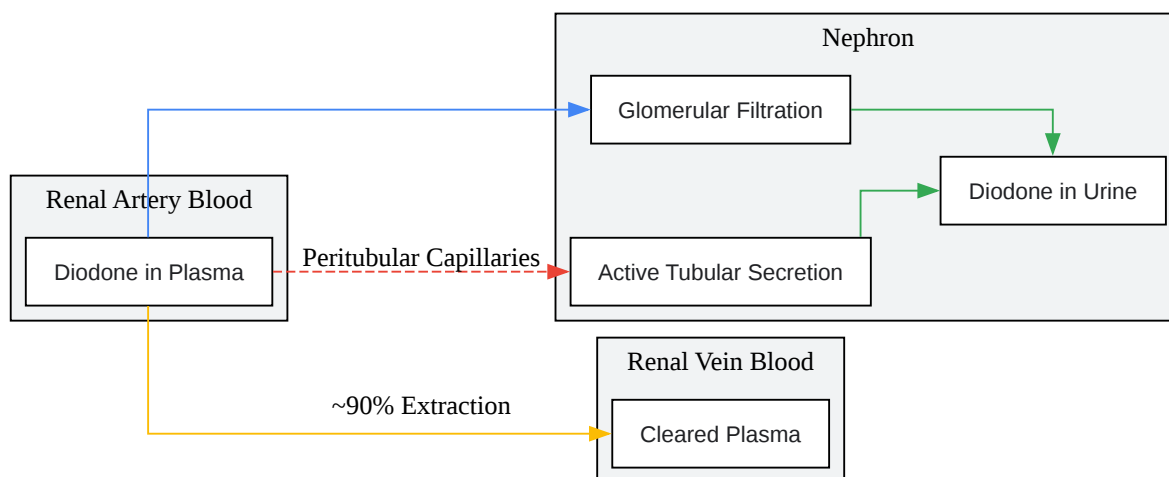 Nephron
Glomerular Filtration
Renal Artery Blood
Diodone in Urine
Diodone in Plasma
Peritubular Capillaries
Active Tubular Secretion
Renal Vein Blood
~90% Extraction
Cleared Plasma